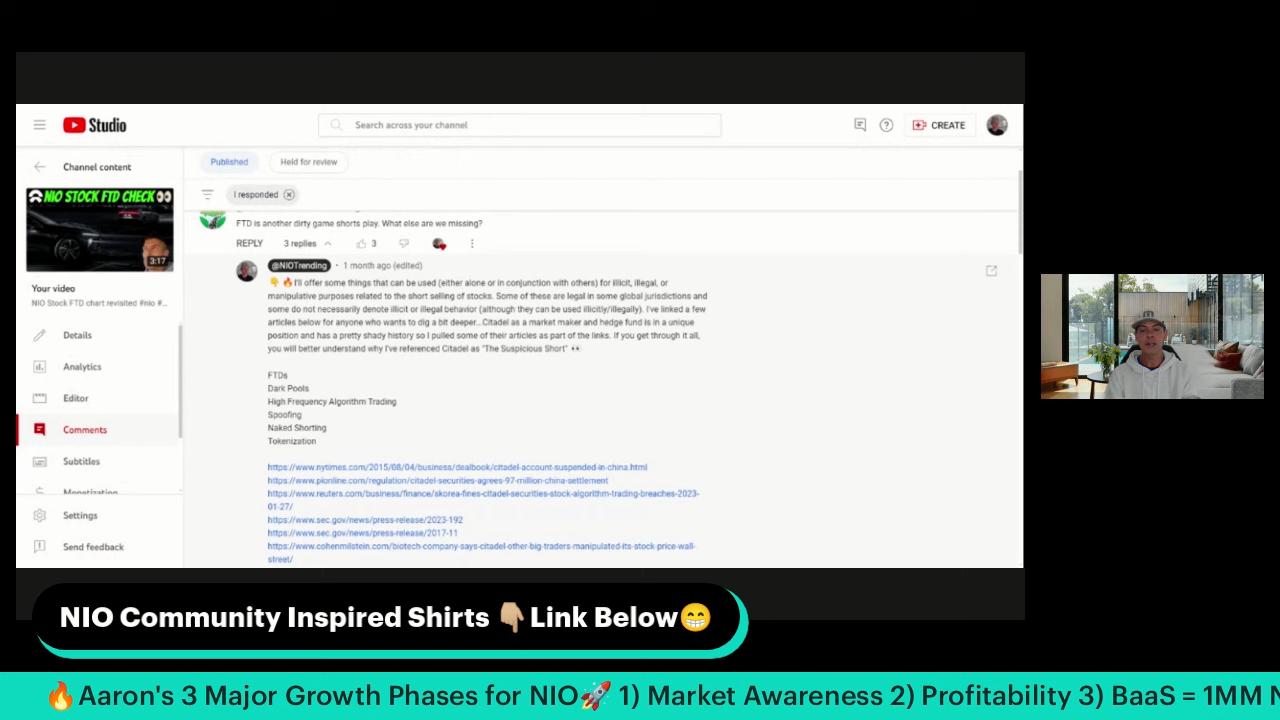 Studio
Search across your channel
CREATE
Channel content
Published
Held for review
NIO STOCK FTD CHECK👀
3:17
I responded
FTD is another dirty game shorts play. What else are we missing?
REPLY
3 replies
3
@NIOTrending · 1 month ago (edited)
👇 🔥I'll offer some things that can be used (either alone or in conjunction with others) for illicit, illegal, or
manipulative purposes related to the short selling of stocks. Some of these are legal in some global jurisdictions and
some do not necessarily denote illicit or illegal behavior (although they can be used illicitly/illegally). I've linked a few
articles below for anyone who wants to dig a bit deeper...Citadel as a market maker and hedge fund is in a unique
position and has a pretty shady history so I pulled some of their articles as part of the links. If you get through it all,
you will better understand why I've referenced Citadel as "The Suspicious Short" 👀
FTDs
Dark Pools
High Frequency Algorithm Trading
Spoofing
Naked Shorting
Tokenization
https://www.nytimes.com/2015/08/04/business/dealbook/citadel-account-suspended-in-china.html
https://www.pionline.com/regulation/citadel-securities-agrees-97-million-china-settlement
https://www.reuters.com/business/finance/skorea-fines-citadel-securities-stock-algorithm-trading-breaches-2023-
01-27/
https://www.sec.gov/news/press-release/2023-192
https://www.sec.gov/news/press-release/2017-11
https://www.cohenmilstein.com/biotech-company-says-citadel-other-big-traders-manipulated-its-stock-price-wall-
street/
Your video
NIO Stock FTD chart revisited #nio #...
Details
Analytics
Editor
Comments
Subtitles
Monetization
Settings
Send feedback
NIO Community Inspired Shirts 👇🏼Link Below😁
🔥Aaron's 3 Major Growth Phases for NIO🚀 1) Market Awareness 2) Profitability 3) BaaS = 1MM N